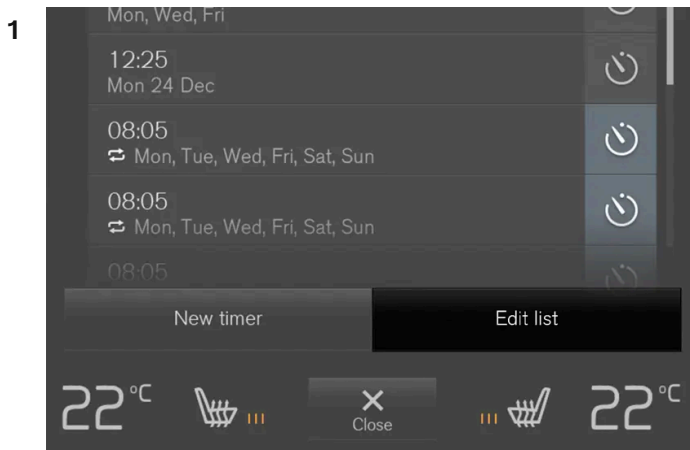 1
Mon, Wed, Fri
12:25
Mon 24 Dec
08:05
Mon, Tue, Wed, Fri, Sat, Sun
08:05
Mon, Tue, Wed, Fri, Sat, Sun
08:05
New timer
Edit list
22°C
Close
22°C